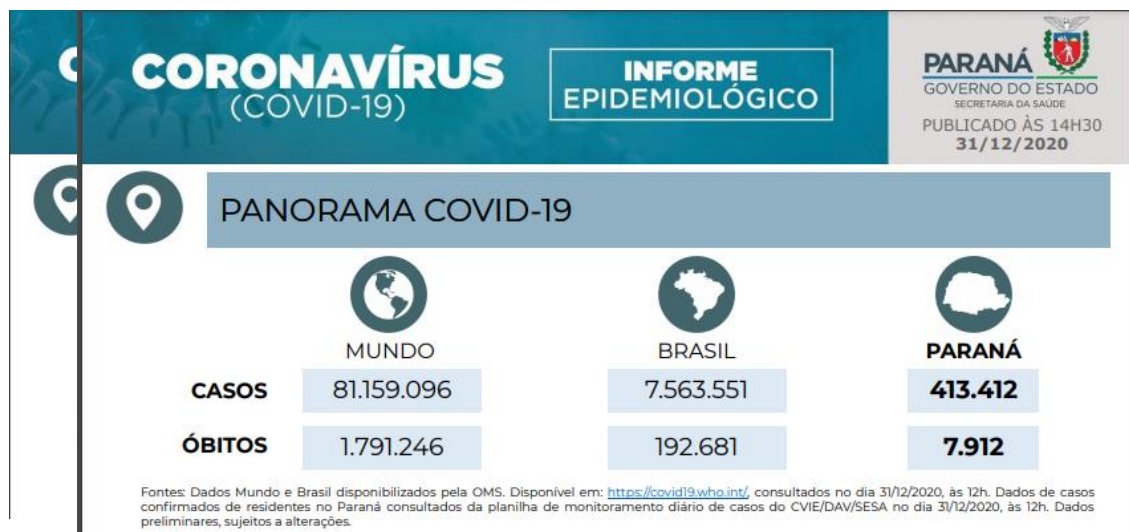 C
CORONAVÍRUS
(COVID-19)
INFORME
EPIDEMIOLÓGICO
PARANÁ
GOVERNO DO ESTADO
SECRETARIA DA SAÚDE
PUBLICADO ÀS 14H30
31/12/2020
PANORAMA COVID-19
MUNDO BRASIL PARANÁ
CASOS 81.159.096 7.563.551 413.412
ÓBITOS 1.791.246 192.681 7.912
Fontes: Dados Mundo e Brasil disponibilizados pela OMS. Disponível em: https://covid19.who.int/, consultados no dia 31/12/2020, às 12h. Dados de casos
confirmados de residentes no Paraná consultados da planilha de monitoramento diário de casos do CVIE/DAV/SESA no dia 31/12/2020, às 12h. Dados
preliminares, sujeitos a alterações.